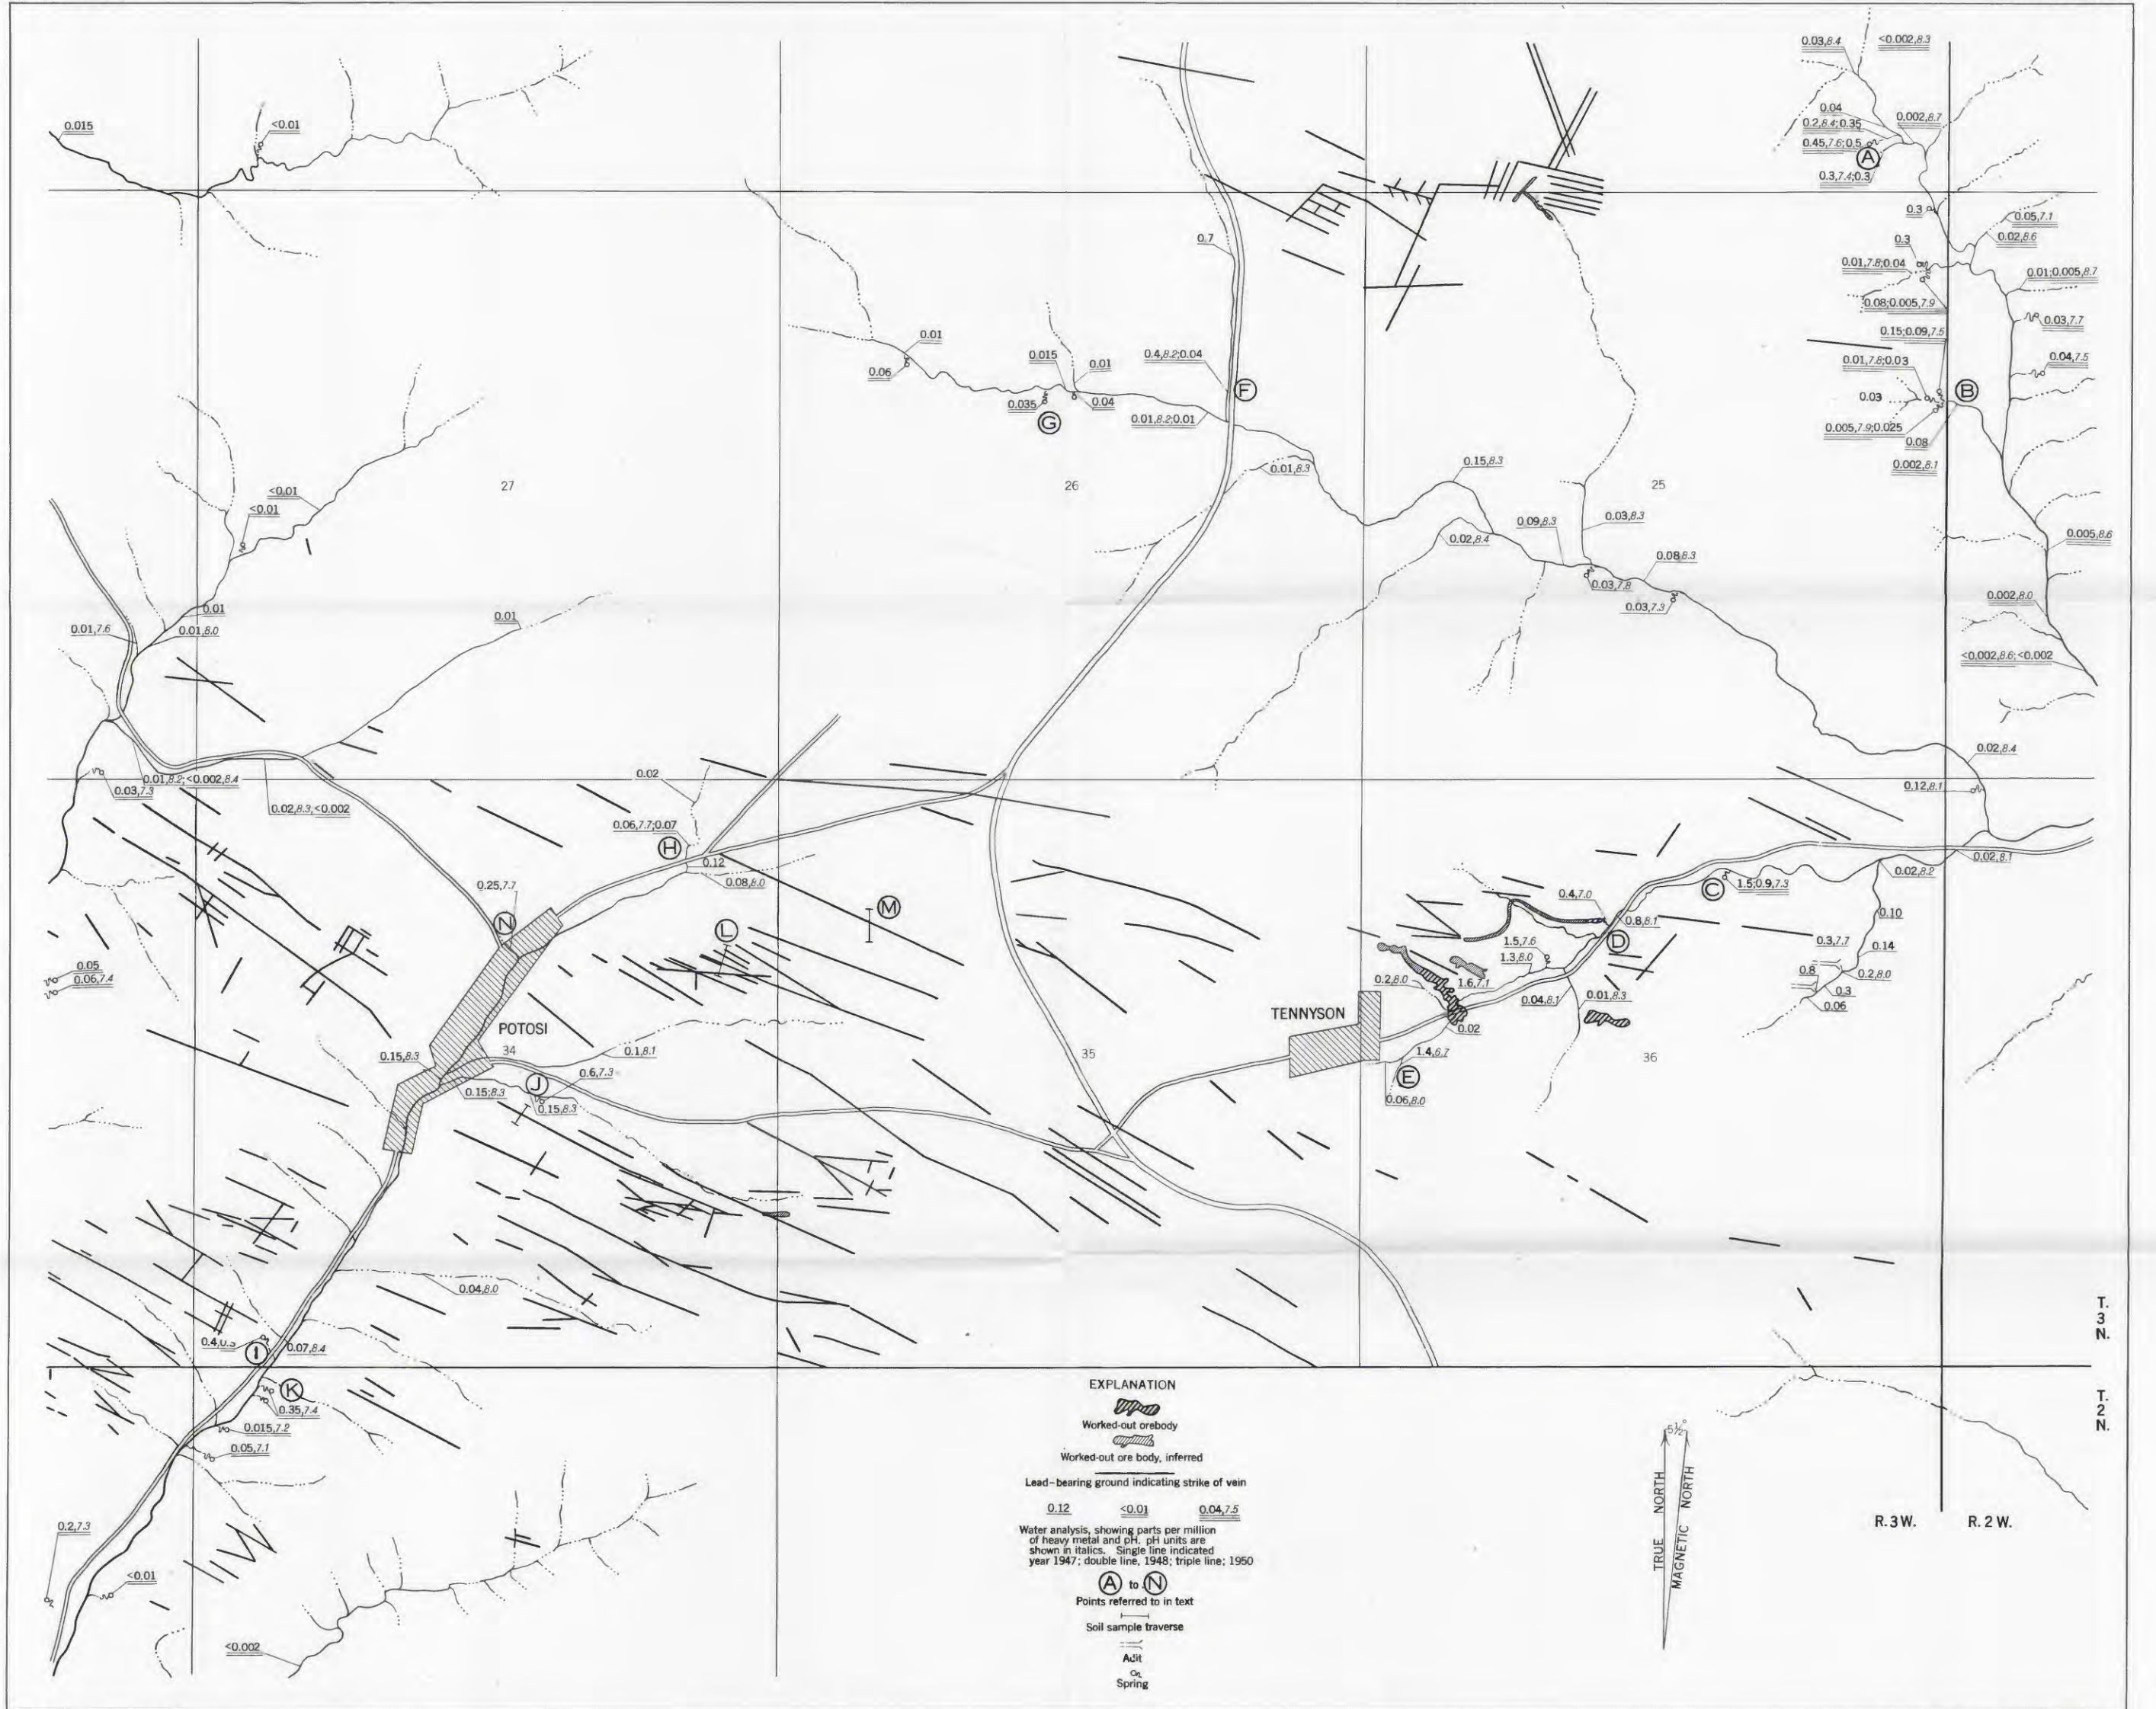 0.03,8.4
<0.002,8.3
0.015
<0.01
0.04
0.002,8.7
0.2,8.4;0.35
0.45,7.6;0.5
A
0.3,7.4;0.3
0.3
0.05,7.1
0.02,8.6
0.7
0.3
0.01,7.8;0.04
0.01;0.005,8.7
0.08;0.005,7.9
0.03,7.7
0.15;0.09,7.5
0.01
0.06
0.015
0.01
0.4,8.2;0.04
0.01,7.8;0.03
0.04,7.5
F
B
0.035
0.04
0.03
G
0.01,8.2;0.01
0.005,7.9;0.025
0.08
0.002,8.1
0.01,8.3
0.15,8.3
27
26
25
<0.01
<0.01
0.09,8.3
0.03,8.3
0.02,8.4
0.005,8.6
0.08,8.3
0.03,7.8
0.03,7.3
0.002,8.0
0.01
0.01
0.01,7.6
0.01,8.0
<0.002,8.6;<0.002
0.02,8.4
0.02
0.01,8.2;<0.002,8.4
0.03,7.3
0.12,8.1
0.02,8.3;<0.002
0.06,7.7;0.07
H
0.12
0.08,8.0
0.02,8.1
0.02,8.2
0.25,7.7
C
1.5;0.9,7.3
0.4,7.0
M
N
L
0.8,8.1
0.10
D
1.5,7.6
1.3,8.0
0.3,7.7
0.14
0.05
0.06,7.4
0.2,8.0
1.6,7.1
0.8
0.2,8.0
0.04,8.1
0.01,8.3
0.3
0.06
TENNYSON
0.02
POTOSI
34
35
36
0.15,8.3
0.1,8.1
1.4,6.7
0.6,7.3
J
E
0.15;8.3
0.15,8.3
0.06,8.0
0.04,8.0
T.
3
N.
0.07,8.4
I
K
0.35,7.4
0.015,7.2
0.05,7.1
T.
2
N.
EXPLANATION
Worked-out orebody
Worked-out ore body, inferred
Lead-bearing ground indicating strike of vein
0.12 <0.01 0.04,7.5
Water analysis, showing parts per million
of heavy metal and pH. pH units are
shown in italics. Single line indicated
year 1947; double line, 1948; triple line; 1950
A to N
Points referred to in text
Soil sample traverse
Adit
Spring
5½°
TRUE NORTH
MAGNETIC NORTH
R.3W. R.2W.
0.2,7.3
<0.01
<0.002